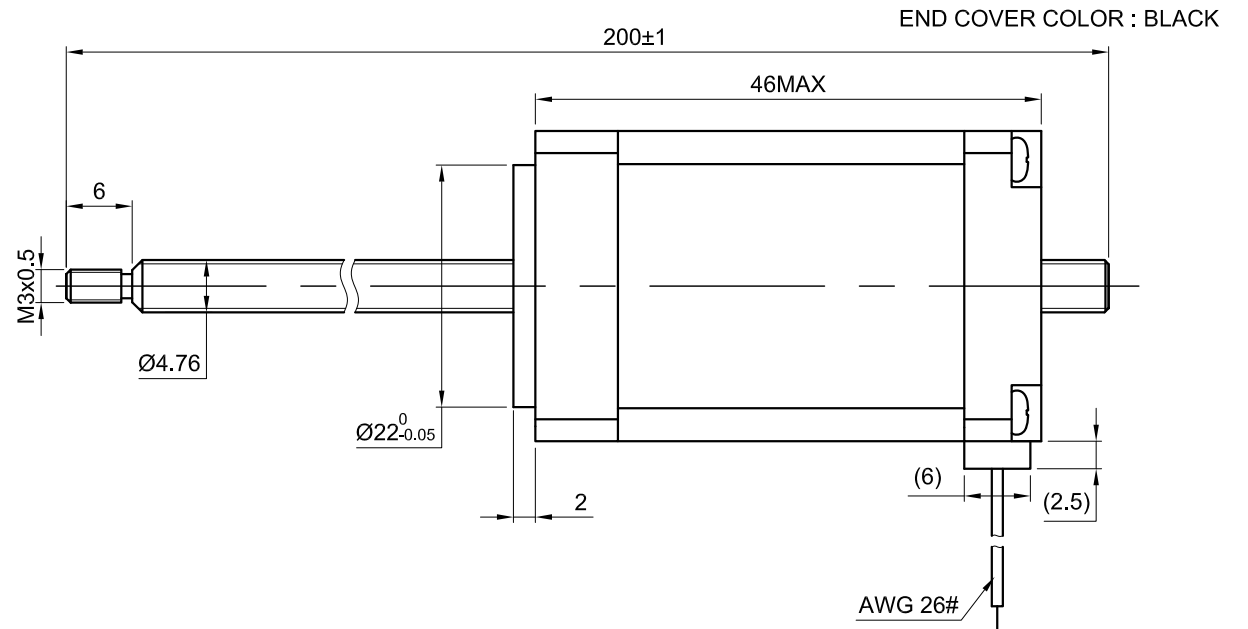 END COVER COLOR : BLACK
200±1
46MAX
6
M3x0.5
Ø4.76
Ø22 0 -0.05
2
(6)
(2.5)
AWG 26#